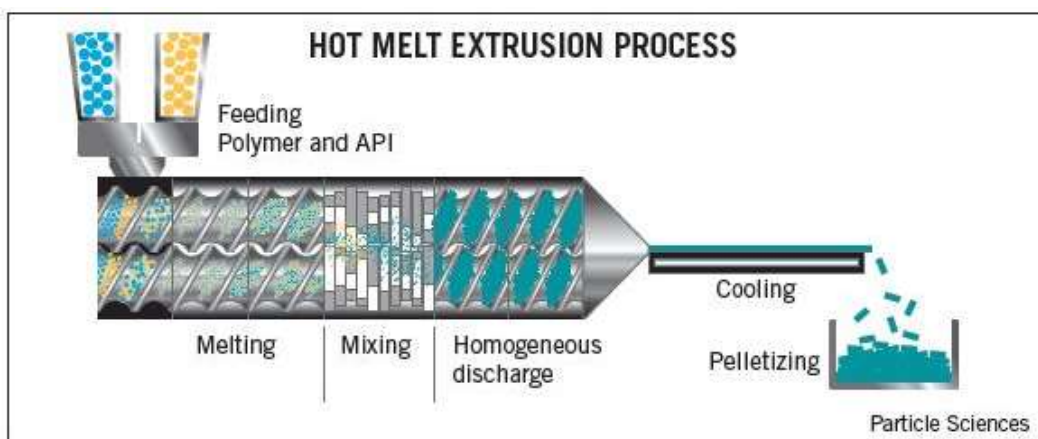 HOT MELT EXTRUSION PROCESS
Feeding
Polymer and API
Melting
Mixing
Homogeneous
discharge
Cooling
Pelletizing
Particle Sciences